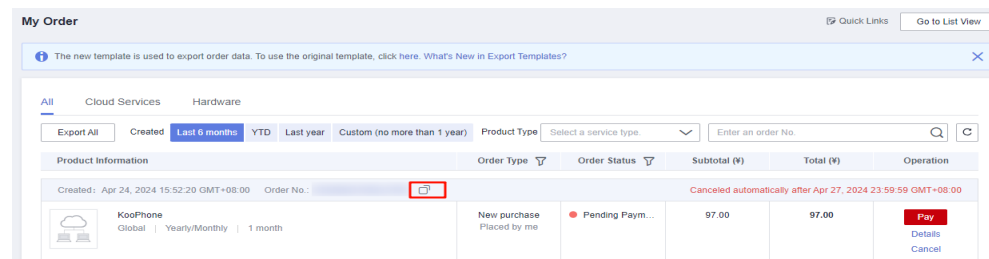 My Order
Quick Links
Go to List View
The new template is used to export order data. To use the original template, click here. What's New in Export Templates?
All Cloud Services Hardware
Export All Created Last 6 months YTD Last year Custom (no more than 1 year) Product Type Select a service type. Enter an order No.
Product Information Order Type Order Status Subtotal (¥) Total (¥) Operation
Created: Apr 24, 2024 15:52:20 GMT+08:00 Order No.: Canceled automatically after Apr 27, 2024 23:59:59 GMT+08:00
KooPhone New purchase Pending Paym... 97.00 97.00 Pay
Global | Yearly/Monthly | 1 month Placed by me
Details
Cancel